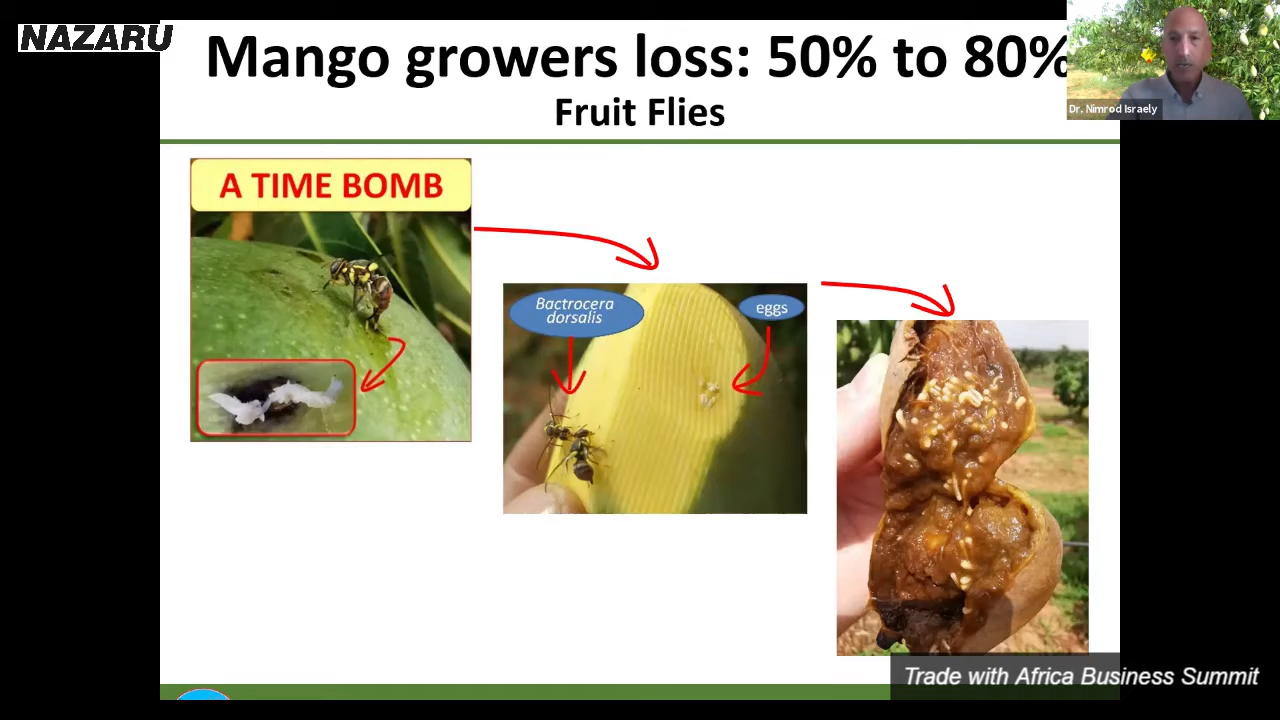 NAZARU
Mango growers loss: 50% to 80%
Fruit Flies
Dr. Nimrod Israely
A TIME BOMB
Bactrocera
dorsalis
eggs
Trade with Africa Business Summit